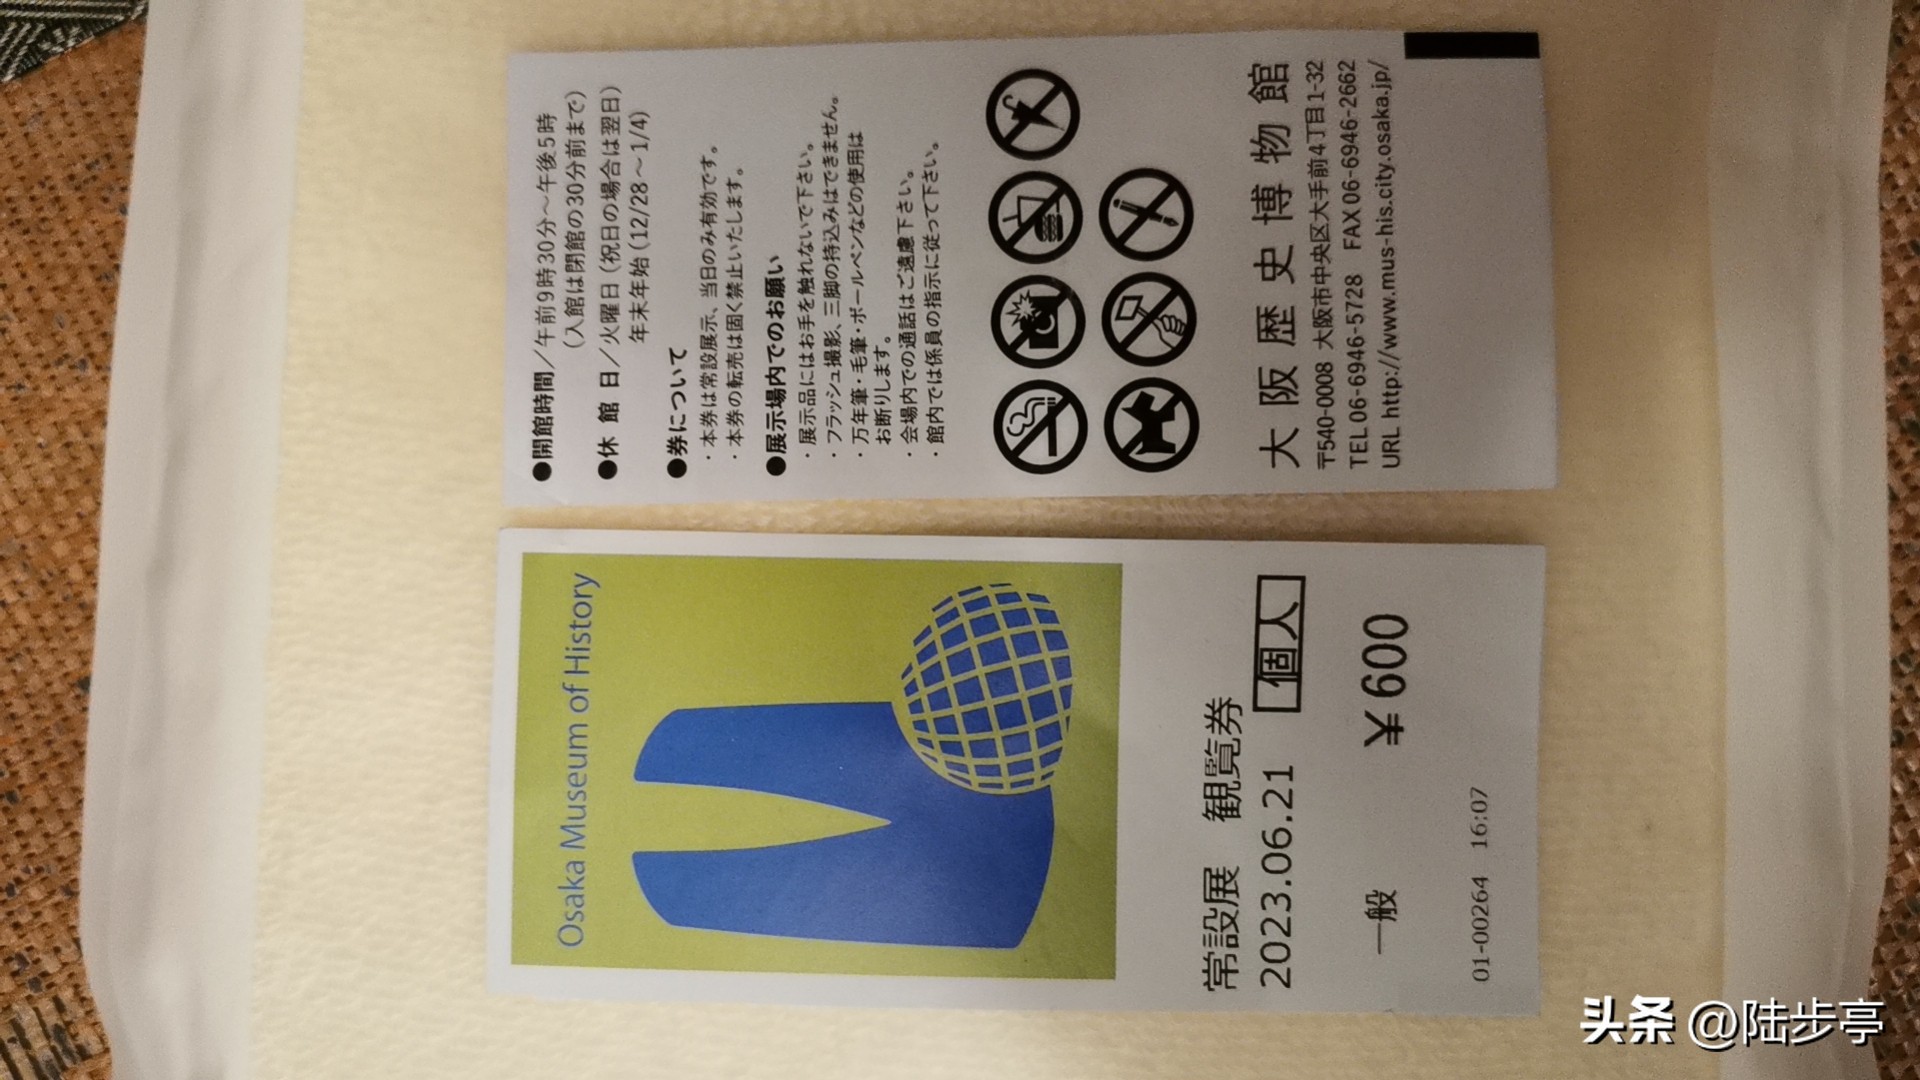 ●開館時間／午前9時30分～午後5時
（入館は閉館の30分前まで）
●休 館 日／火曜日（祝日の場合は翌日）
年末年始（12/28～1/4）
●券について
・本券は常設展示、当日のみ有効です。
・本券の転売は固く禁止いたします。
●展示場内でのお願い
・展示品にはお手を触れないで下さい。
・フラッシュ撮影、三脚の持込みはできません。
・万年筆・毛筆・ボールペンなどの使用は
お断りします。
・会場内での通話はご遠慮下さい。
・館内では係員の指示に従って下さい。
大阪歴史博物館
〒540-0008 大阪市中央区大手前4丁目1-32
TEL 06-6946-5728 FAX 06-6946-2662
URL http://www.mus-his.city.osaka.jp/
Osaka Museum of History
常設展 観覧券
2023.06.21 個人
一般 ￥600
01-00264 16:07
头条 @陆步亭